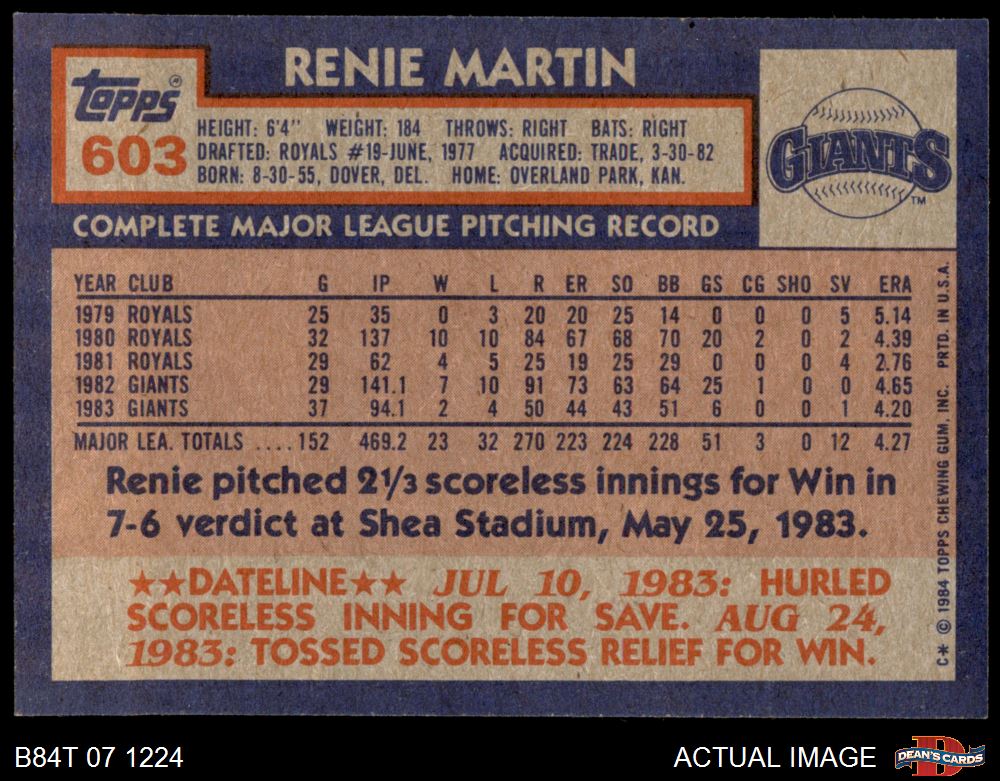 RENIE MARTIN
Topps ®
603
HEIGHT: 6'4" WEIGHT: 184 THROWS: RIGHT BATS: RIGHT
DRAFTED: ROYALS #19-JUNE, 1977 ACQUIRED: TRADE, 3-30-82
BORN: 8-30-55, DOVER, DEL. HOME: OVERLAND PARK, KAN.
GIANTS TM
COMPLETE MAJOR LEAGUE PITCHING RECORD
YEAR CLUB G IP W L R ER SO BB GS CG SHO SV ERA
1979 ROYALS 25 35 0 3 20 20 25 14 0 0 0 5 5.14
1980 ROYALS 32 137 10 10 84 67 68 70 20 2 0 2 4.39
1981 ROYALS 29 62 4 5 25 19 25 29 0 0 0 4 2.76
1982 GIANTS 29 141.1 7 10 91 73 63 64 25 1 0 0 4.65
1983 GIANTS 37 94.1 2 4 50 44 43 51 6 0 0 1 4.20
MAJOR LEA. TOTALS .... 152 469.2 23 32 270 223 224 228 51 3 0 12 4.27
Renie pitched 2⅓ scoreless innings for Win in
7-6 verdict at Shea Stadium, May 25, 1983.
★★DATELINE★★ JUL 10, 1983: HURLED
SCORELESS INNING FOR SAVE. AUG 24,
1983: TOSSED SCORELESS RELIEF FOR WIN.
C* © 1984 TOPPS CHEWING GUM, INC. PRTD. IN U.S.A.
B84T 07 1224
ACTUAL IMAGE
D
DEAN'S CARDS